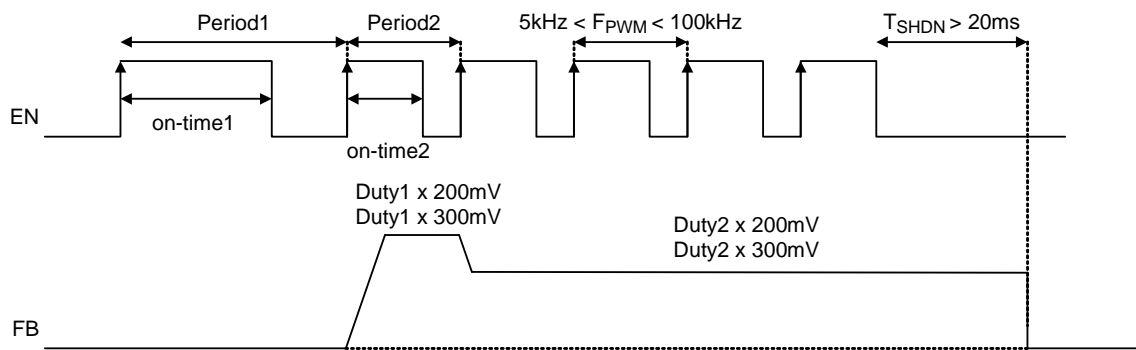 Period1
Period2
5kHz < FPWM < 100kHz
TSHDN > 20ms
EN
on-time1
on-time2
Duty1 x 200mV
Duty1 x 300mV
Duty2 x 200mV
Duty2 x 300mV
FB